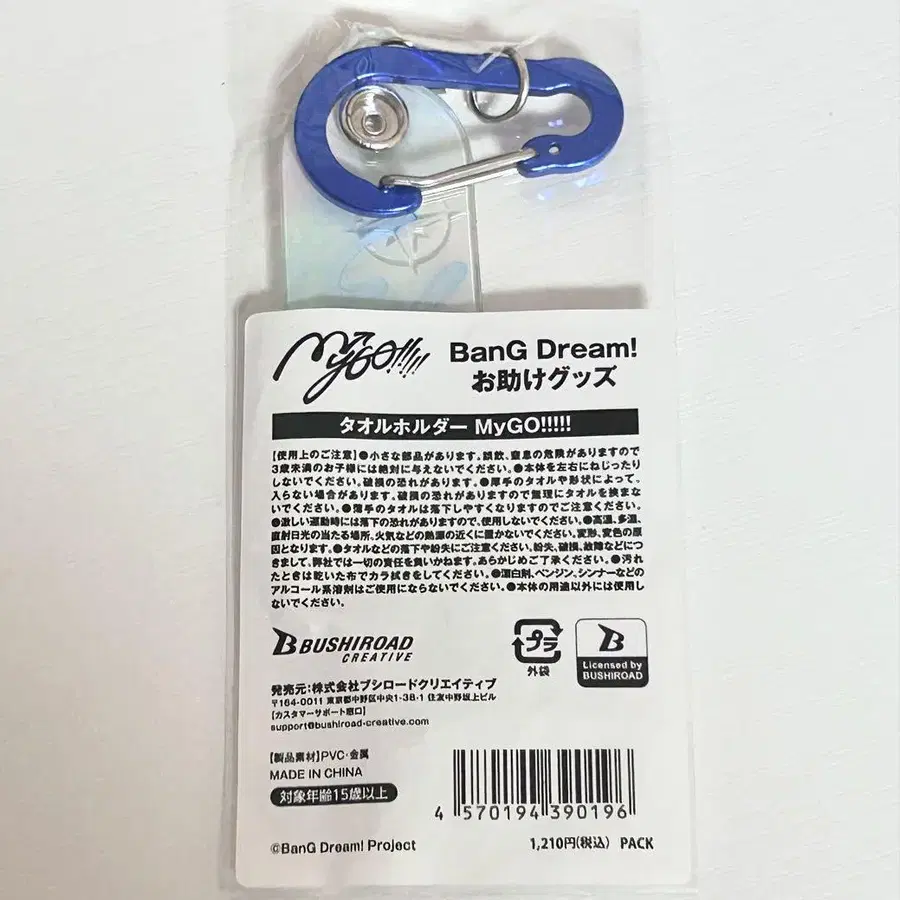 MyGO!!!!!
BanG Dream!
お助けグッズ
タオルホルダー MyGO!!!!!
【使用上のご注意】●小さな部品があります。誤飲、窒息の危険がありますので
3歳未満のお子様には絶対に与えないでください。●本体を左右にねじったり
しないでください。破損の恐れがあります。●厚手のタオルや形状によって、
入らない場合があります。破損の恐れがありますので無理にタオルを挟まな
いでください。●薄手のタオルは落下しやすくなりますのでご注意ください。
●激しい運動時には落下の恐れがありますので、使用しないでください。●高温、多湿、
直射日光の当たる場所、火気などの熱源の近くに置かないでください。変形、変色の原
因となります。●タオルなどの落下や紛失にご注意ください。紛失、破損、故障などにつ
きまして、弊社では一切の責任を負いかねます。あらかじめご了承ください。●汚れ
たときは乾いた布でカラ拭きをしてください。●漂白剤、ベンジン、シンナーなどの
アルコール系溶剤はご使用にならないでください。●本体の用途以外には使用し
ないでください。
BUSHIROAD
CREATIVE
プラ
外袋
B
Licensed by
BUSHIROAD
発売元:株式会社ブシロードクリエイティブ
〒164-0011 東京都中野区中央1-38-1 住友中野坂上ビル
【カスタマーサポート窓口】
support@bushiroad-creative.com
【製品素材】PVC・金属
MADE IN CHINA
対象年齢15歳以上
4 570194 390196
©BanG Dream! Project
1,210円(税込) PACK